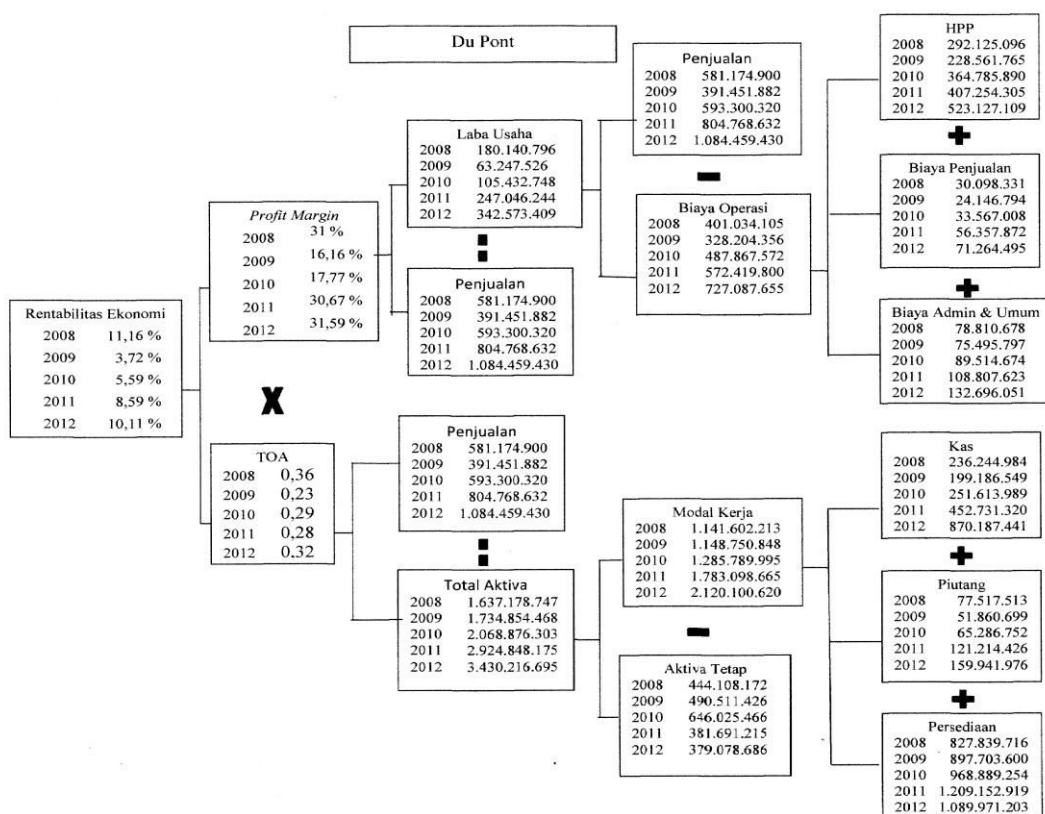 Du Pont
HPP
2008 292.125.096
2009 228.561.765
2010 364.785.890
2011 407.254.305
2012 523.127.109
Penjualan
2008 581.174.900
2009 391.451.882
2010 593.300.320
2011 804.768.632
2012 1.084.459.430
Laba Usaha
2008 180.140.796
2009 63.247.526
2010 105.432.748
2011 247.046.244
2012 342.573.409
Biaya Penjualan
2008 30.098.331
2009 24.146.794
2010 33.567.008
2011 56.357.872
2012 71.264.495
Biaya Operasi
2008 401.034.105
2009 328.204.356
2010 487.867.572
2011 572.419.800
2012 727.087.655
Profit Margin
2008 31 %
2009 16,16 %
2010 17,77 %
2011 30,67 %
2012 31,59 %
Penjualan
2008 581.174.900
2009 391.451.882
2010 593.300.320
2011 804.768.632
2012 1.084.459.430
Biaya Admin & Umum
2008 78.810.678
2009 75.495.797
2010 89.514.674
2011 108.807.623
2012 132.696.051
Rentabilitas Ekonomi
2008 11,16 %
2009 3,72 %
2010 5,59 %
2011 8,59 %
2012 10,11 %
X
TOA
2008 0,36
2009 0,23
2010 0,29
2011 0,28
2012 0.32
Penjualan
2008 581.174.900
2009 391.451.882
2010 593.300.320
2011 804.768.632
2012 1.084.459.430
Kas
2008 236.244.984
2009 199.186.549
2010 251.613.989
2011 452.731.320
2012 870.187.441
Modal Kerja
2008 1.141.602.213
2009 1.148.750.848
2010 1.285.789.995
2011 1.783.098.665
2012 2.120.100.620
Total Aktiva
2008 1.637.178.747
2009 1.734.854.468
2010 2.068.876.303
2011 2.924.848.175
2012 3.430.216.695
Piutang
2008 77.517.513
2009 51.860.699
2010 65.286.752
2011 121.214.426
2012 159.941.976
Aktiva Tetap
2008 444.108.172
2009 490.511.426
2010 646.025.466
2011 381.691.215
2012 379.078.686
Persediaan
2008 827.839.716
2009 897.703.600
2010 968.889.254
2011 1.209.152.919
2012 1.089.971.203